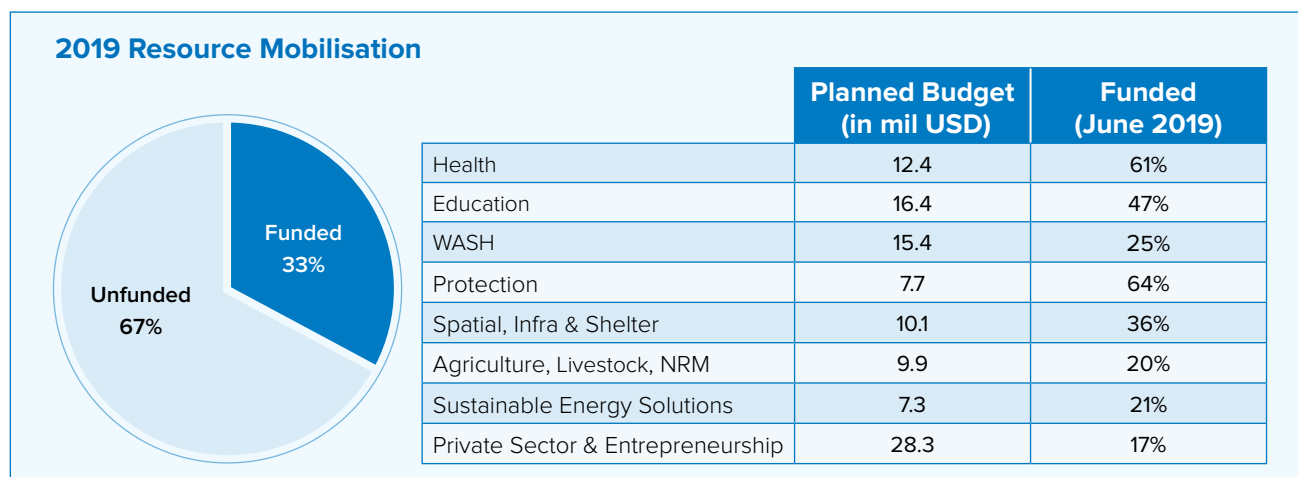 2019 Resource Mobilisation
Funded
33%
Unfunded
67%
Planned Budget
(in mil USD)
Funded
(June 2019)
Health 12.4 61%
Education 16.4 47%
WASH 15.4 25%
Protection 7.7 64%
Spatial, Infra & Shelter 10.1 36%
Agriculture, Livestock, NRM 9.9 20%
Sustainable Energy Solutions 7.3 21%
Private Sector & Entrepreneurship 28.3 17%